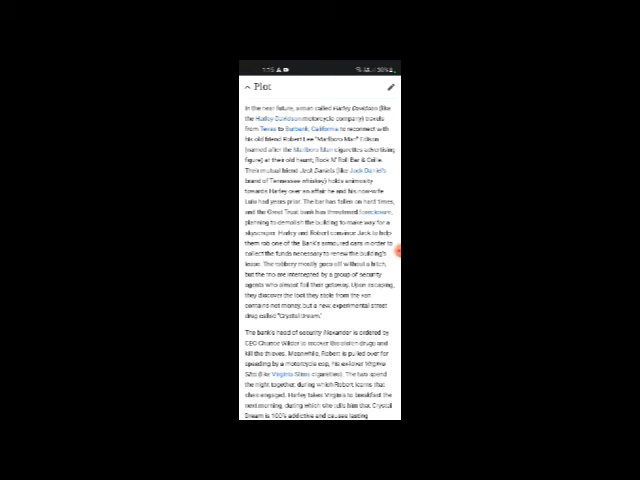 Plot
In the near future, a man called Harley Davidson (like
the Harley-Davidson motorcycle company) travels
from Texas to Burbank, California to reconnect with
his old friend Robert Lee "Marlboro Man" Edison
(named after the Marlboro Man cigarettes advertising
figure) at their old haunt; Rock N' Roll Bar & Grille.
Their mutual friend Jack Daniels (like Jack Daniel's
brand of Tennessee whiskey) holds animosity
towards Harley over an affair he and his now-wife
Lulu had years prior. The bar has fallen on hard times,
and the Great Trust bank has threatened foreclosure,
planning to demolish the building to make way for a
skyscraper. Harley and Robert convince Jack to help
them rob one of the Bank's armoured cars in order to
collect the funds necessary to renew the building's
lease. The robbery mostly goes off without a hitch,
but the trio are intercepted by a group of security
agents who almost foil their getaway. Upon escaping,
they discover the loot they stole from the van
contains not money, but a new, experimental street
drug called "Crystal Dream."
The bank's head of security Alexander is ordered by
CEO Chance Wilder to recover the stolen drugs and
kill the thieves. Meanwhile, Robert is pulled over for
speeding by a motorcycle cop, his ex-lover Virginia
Slim (like Virginia Slims cigarettes). The two spend
the night together, during which Robert learns that
she's engaged. Harley takes Virginia to breakfast the
next morning, during which she tells him that Crystal
Dream is 100% addictive and causes lasting